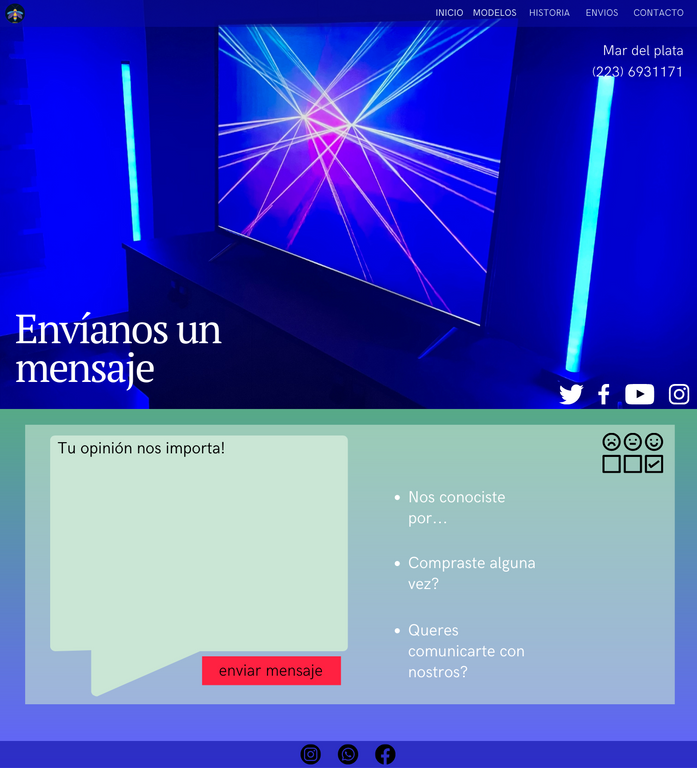 INICIO MODELOS HISTORIA ENVIOS CONTACTO
Mar del plata
(223) 6931171
Envíanos un
mensaje
Tu opinión nos importa!
enviar mensaje
• Nos conociste
por...
• Compraste alguna
vez?
• Queres
comunicarte con
nostros?